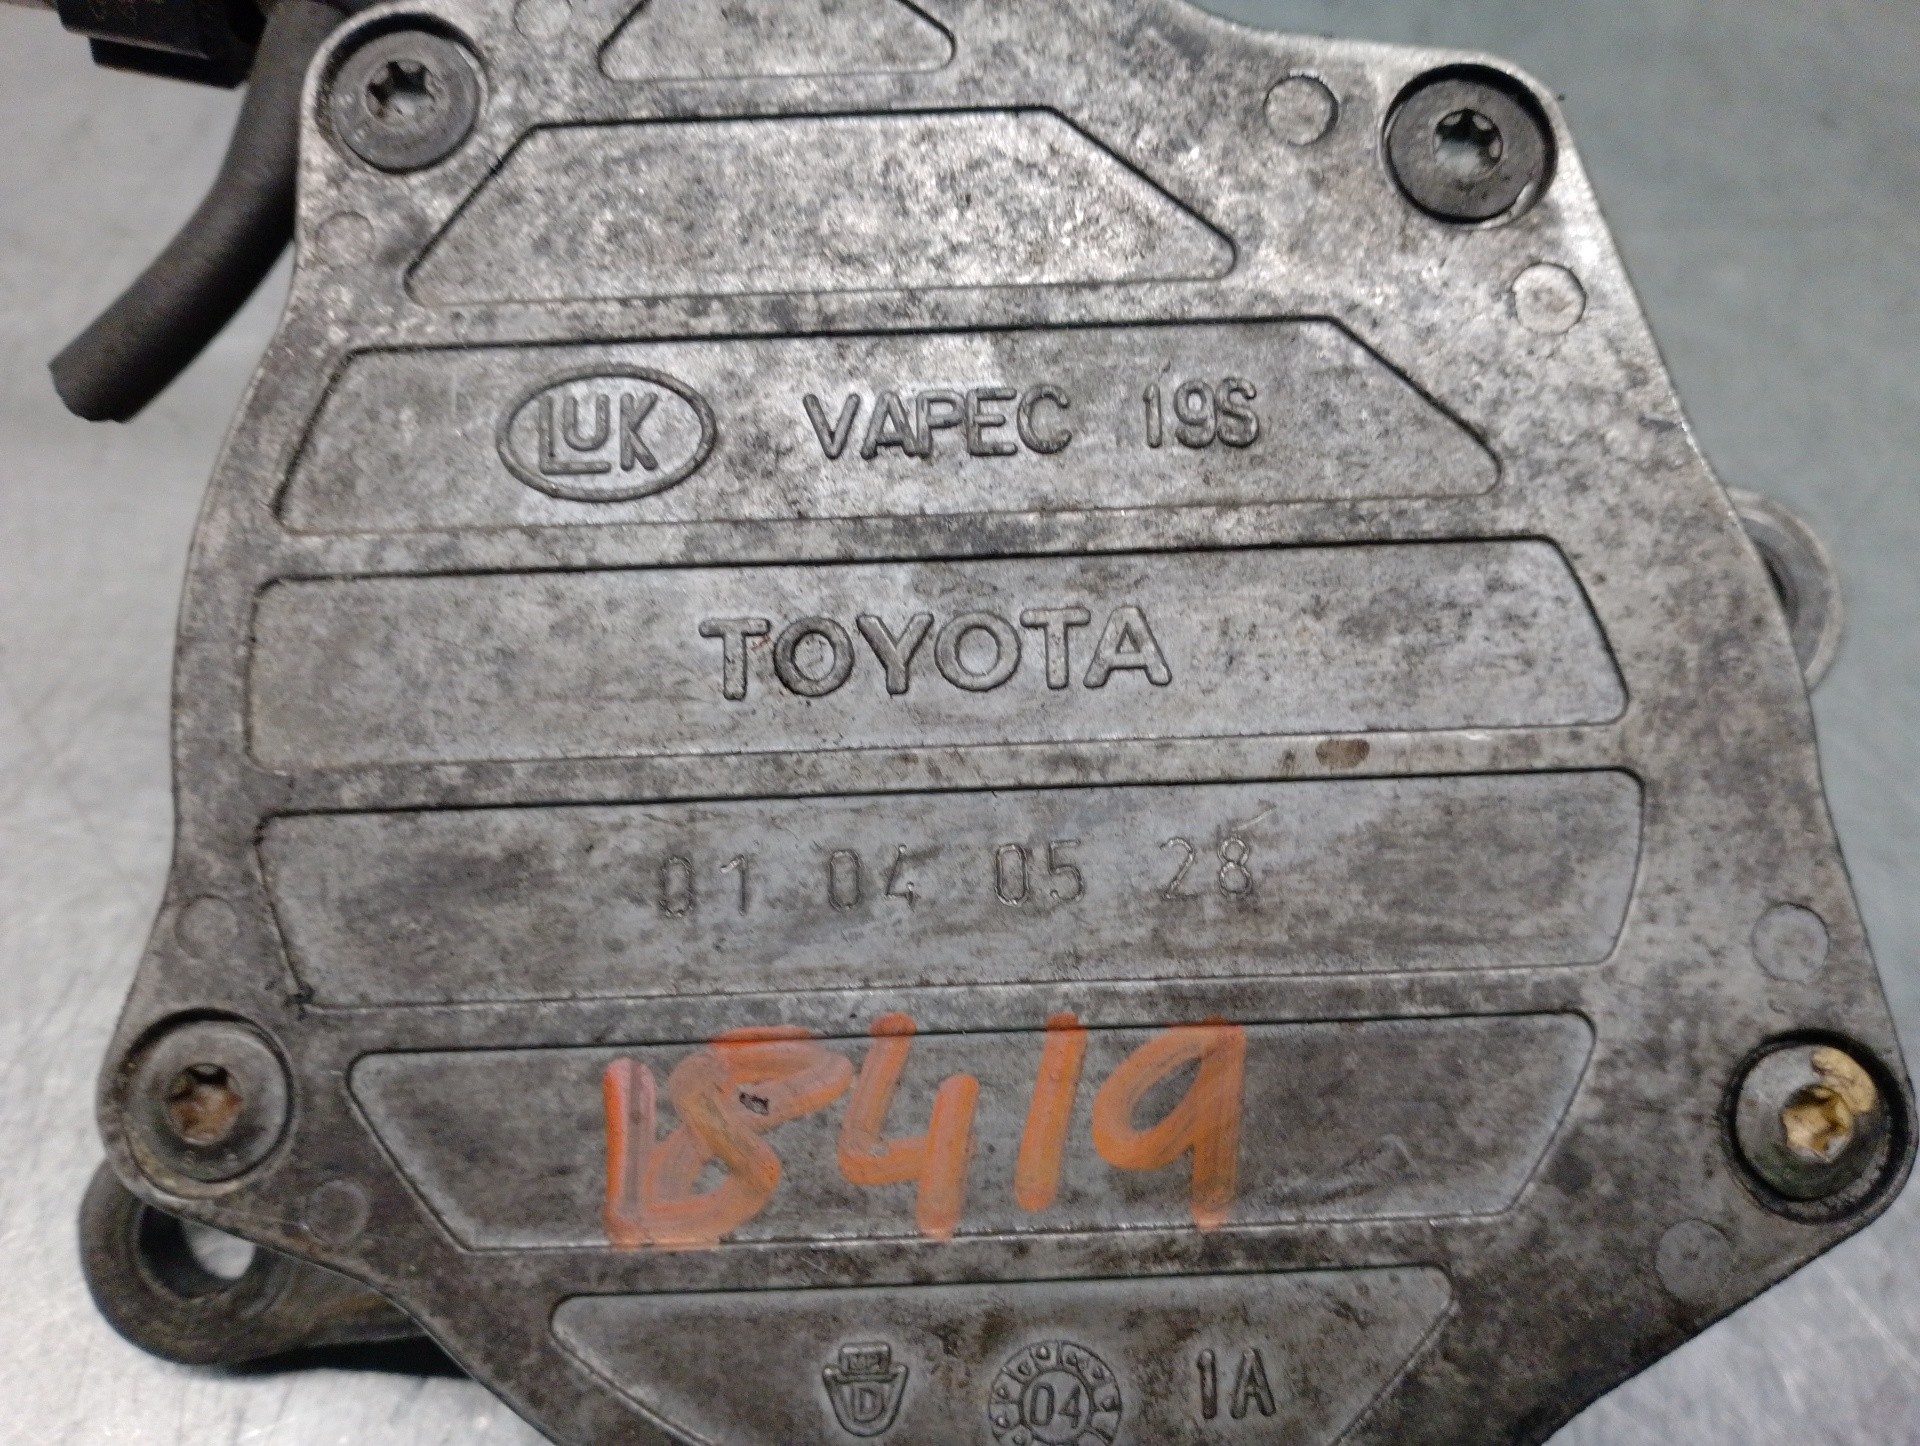 LUK VAPEC 19S
TOYOTA
01 04 05 28
18419
D 04 1A